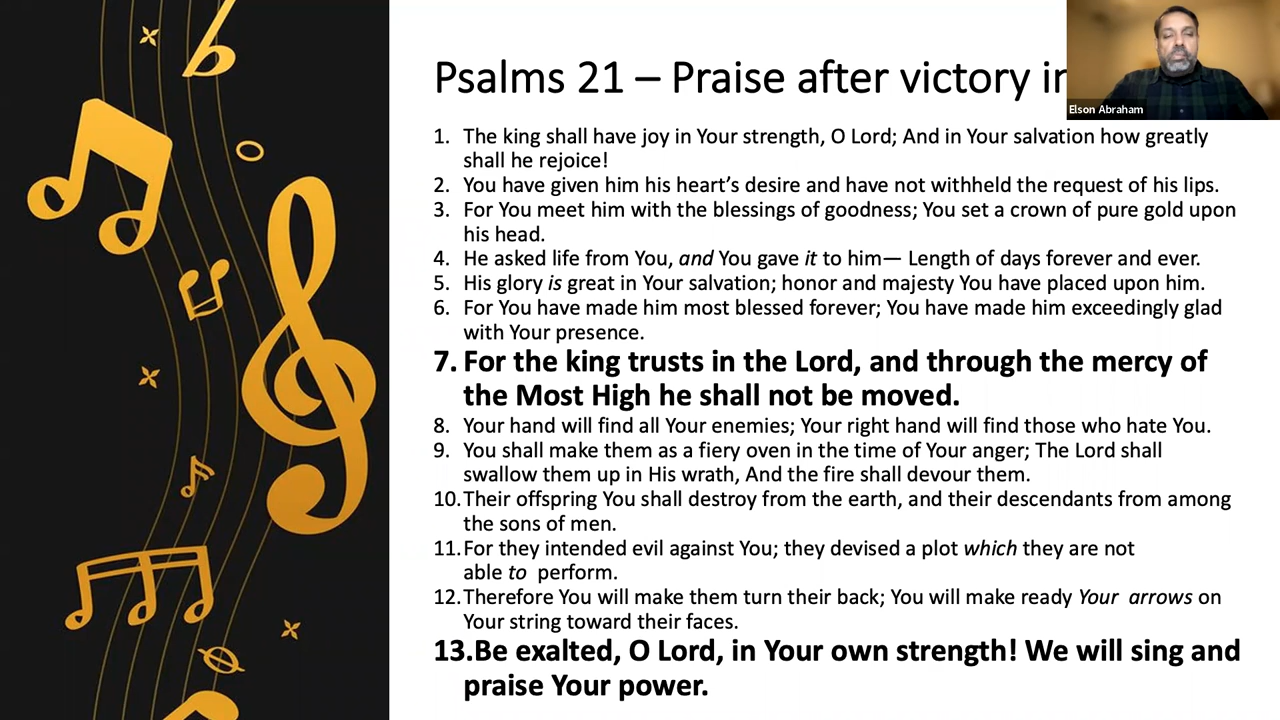 Psalms 21 – Praise after victory in
Elson Abraham
1. The king shall have joy in Your strength, O Lord; And in Your salvation how greatly
shall he rejoice!
2. You have given him his heart’s desire and have not withheld the request of his lips.
3. For You meet him with the blessings of goodness; You set a crown of pure gold upon
his head.
4. He asked life from You, and You gave it to him— Length of days forever and ever.
5. His glory is great in Your salvation; honor and majesty You have placed upon him.
6. For You have made him most blessed forever; You have made him exceedingly glad
with Your presence.
7. For the king trusts in the Lord, and through the mercy of
the Most High he shall not be moved.
8. Your hand will find all Your enemies; Your right hand will find those who hate You.
9. You shall make them as a fiery oven in the time of Your anger; The Lord shall
swallow them up in His wrath, And the fire shall devour them.
10. Their offspring You shall destroy from the earth, and their descendants from among
the sons of men.
11. For they intended evil against You; they devised a plot which they are not
able to perform.
12. Therefore You will make them turn their back; You will make ready Your arrows on
Your string toward their faces.
13. Be exalted, O Lord, in Your own strength! We will sing and
praise Your power.